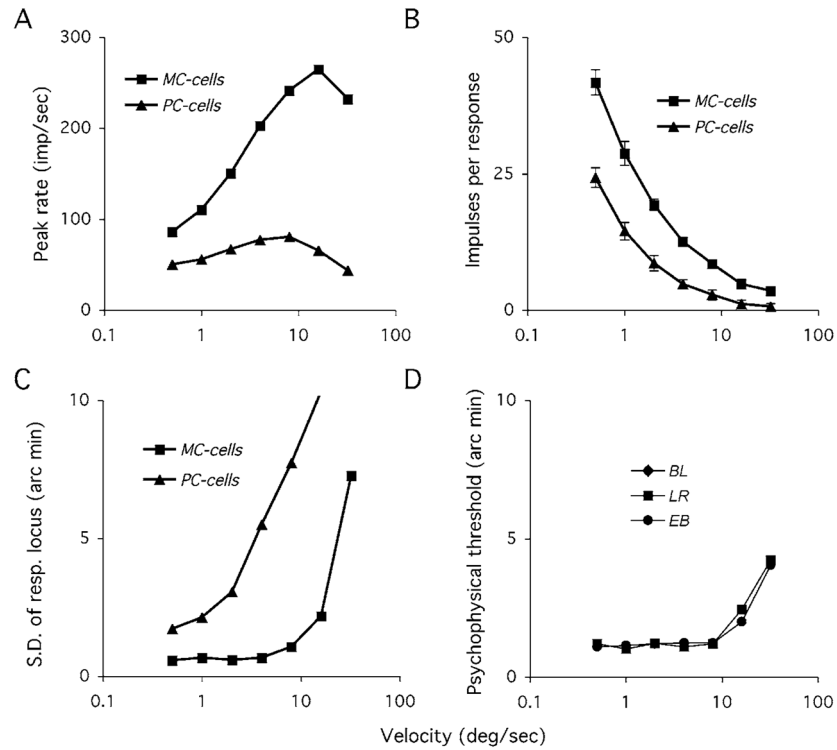 A
Peak rate (imp/sec)
300
200
100
0
0.1
1
10
100
MC-cells
PC-cells
B
Impulses per response
50
25
0
0.1
1
10
100
MC-cells
PC-cells
C
S.D. of resp. locus (arc min)
10
5
0
0.1
1
10
100
MC-cells
PC-cells
D
Psychophysical threshold (arc min)
10
5
0
0.1
1
10
100
BL
LR
EB
Velocity (deg/sec)